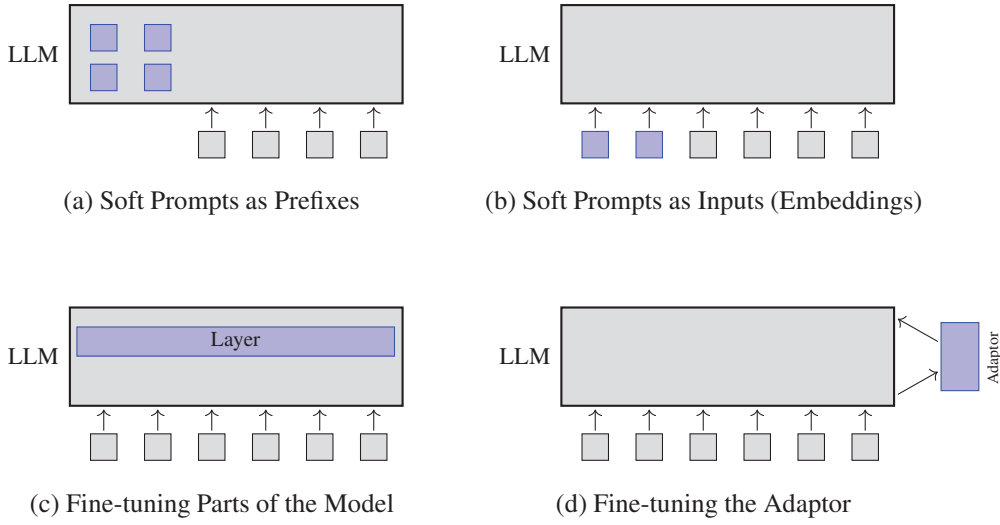 LLM
LLM
(a) Soft Prompts as Prefixes
(b) Soft Prompts as Inputs (Embeddings)
LLM
Layer
LLM
Adaptor
(c) Fine-tuning Parts of the Model
(d) Fine-tuning the Adaptor